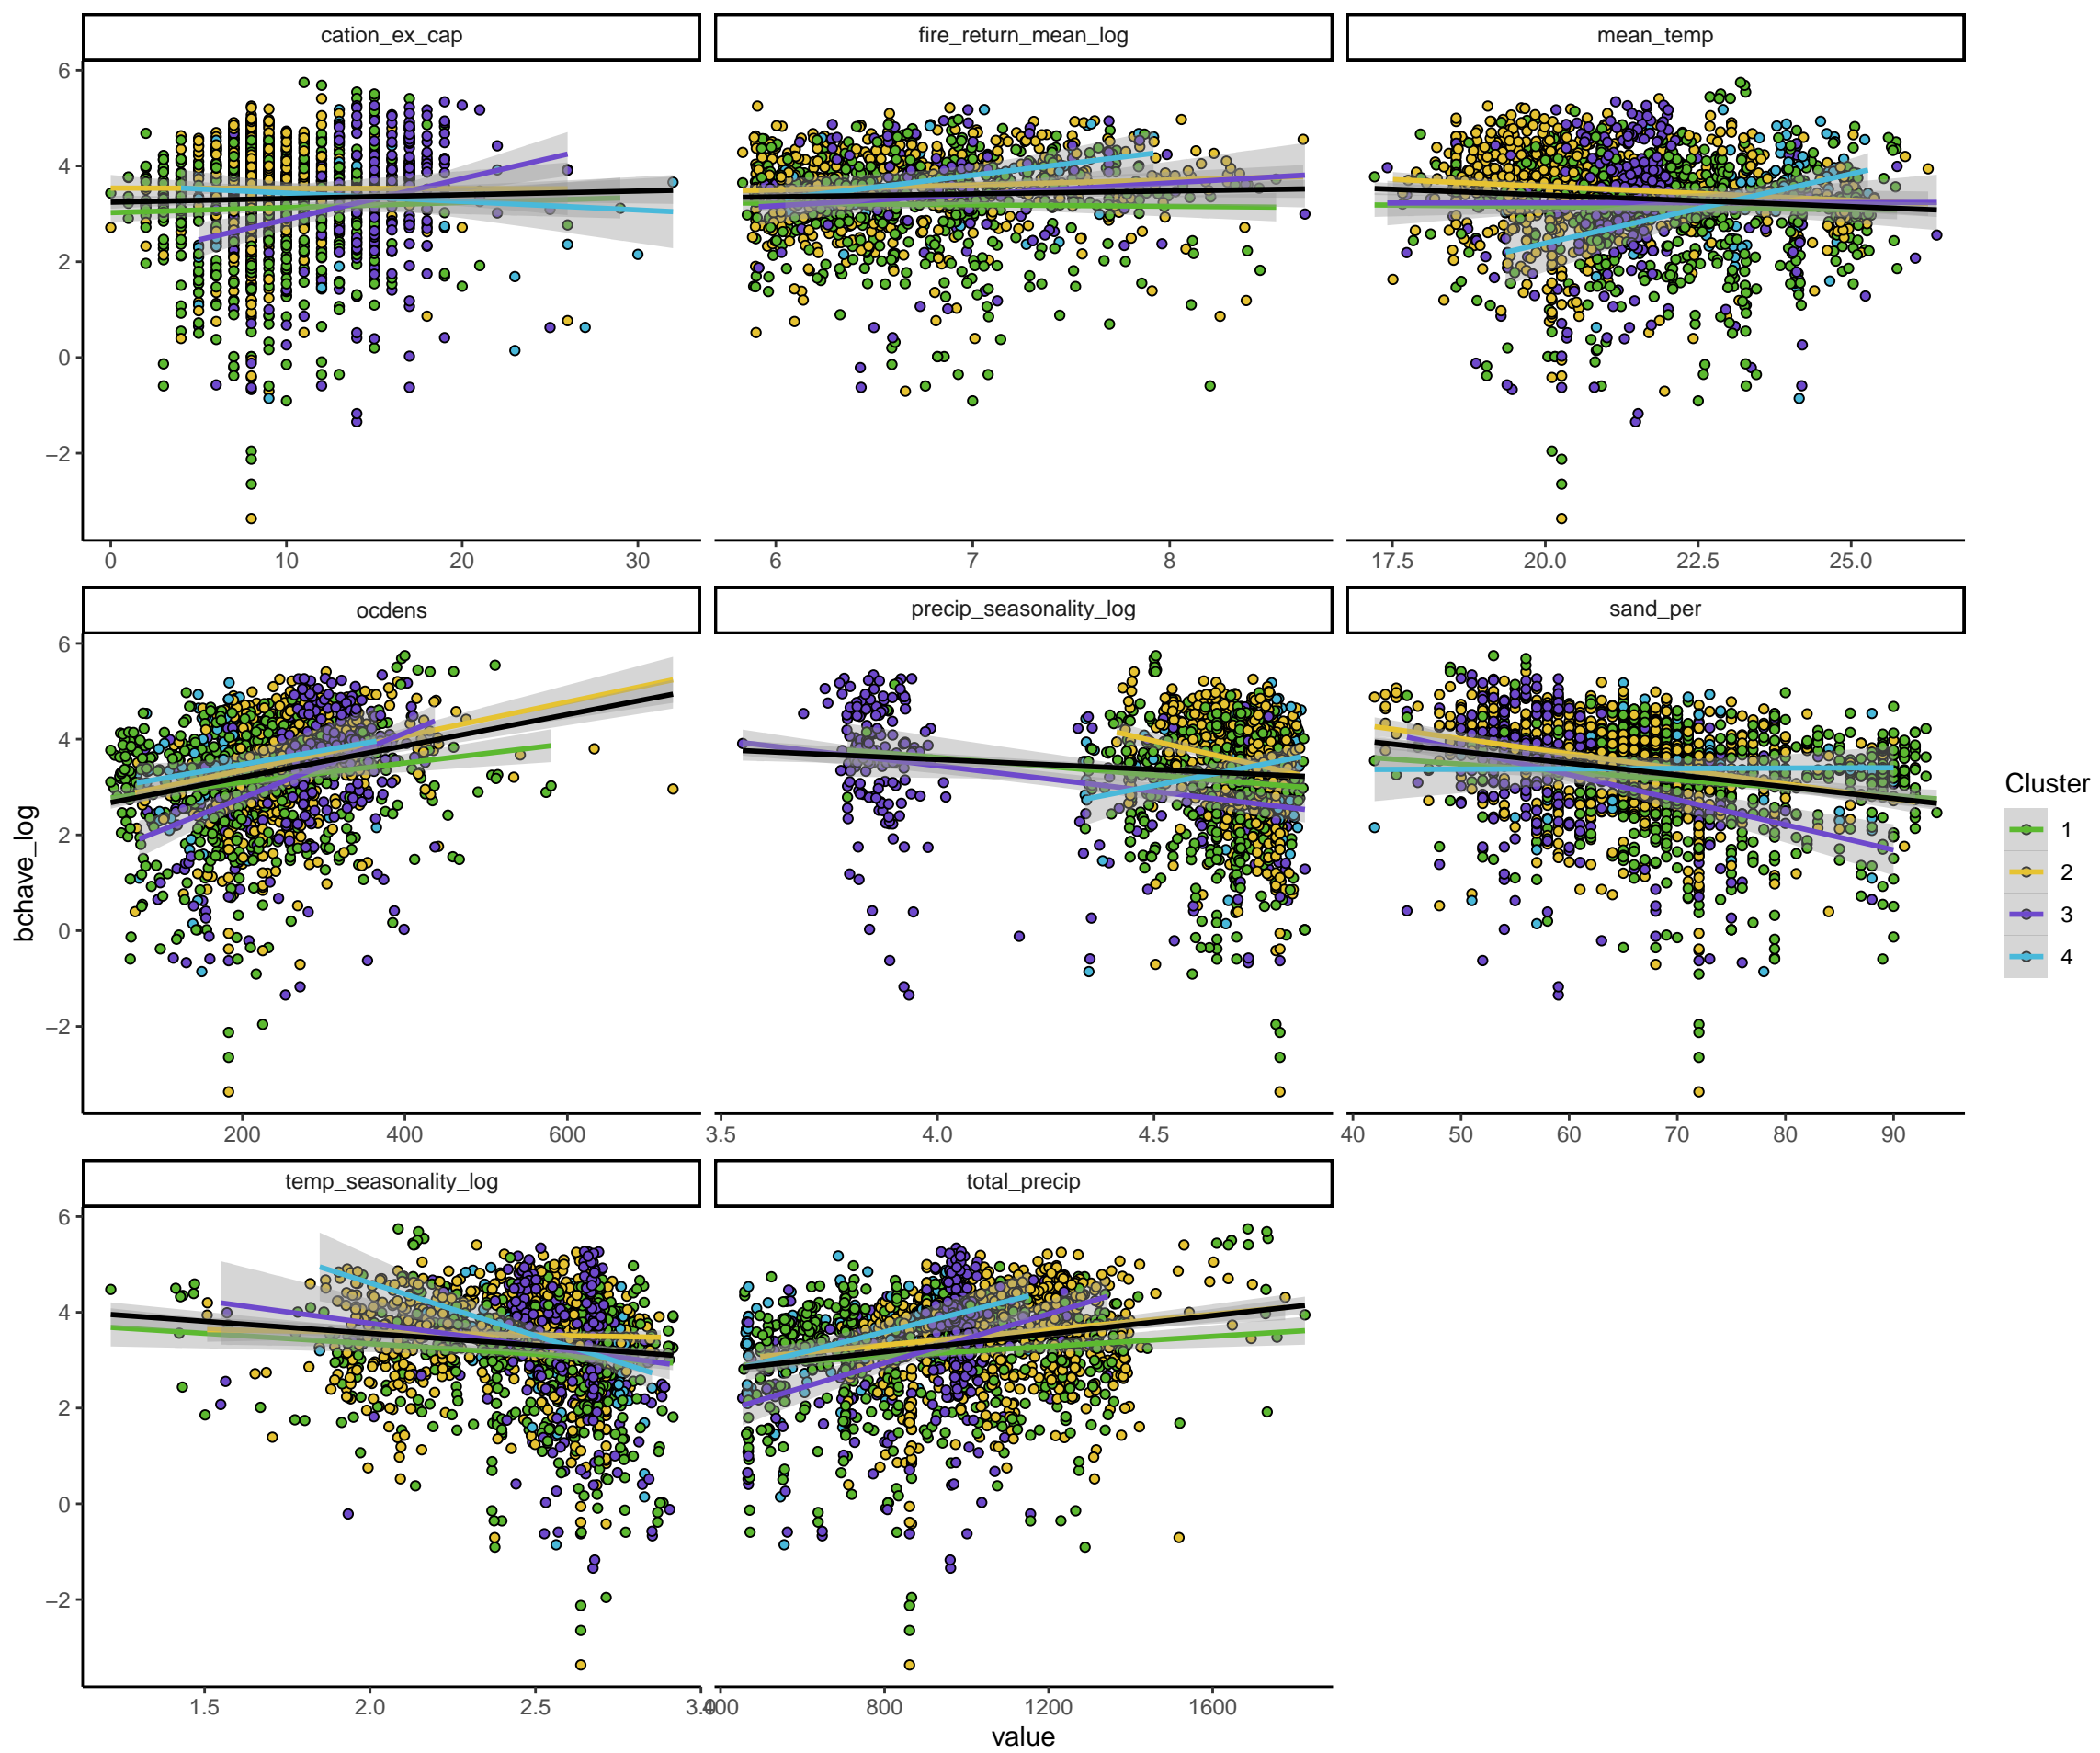 cation_ex_cap
fire_return_mean_log
mean_temp
6
4
2
0
−2
0 10 20 30
6 7 8
17.5 20.0 22.5 25.0
ocdens
precip_seasonality_log
sand_per
6
4
2
0
−2
200 400 600
3.5 4.0 4.5
40 50 60 70 80 90
temp_seasonality_log
total_precip
6
4
2
0
−2
1.5 2.0 2.5 3.0
400 800 1200 1600
value
bchave_log
Cluster
1
2
3
4